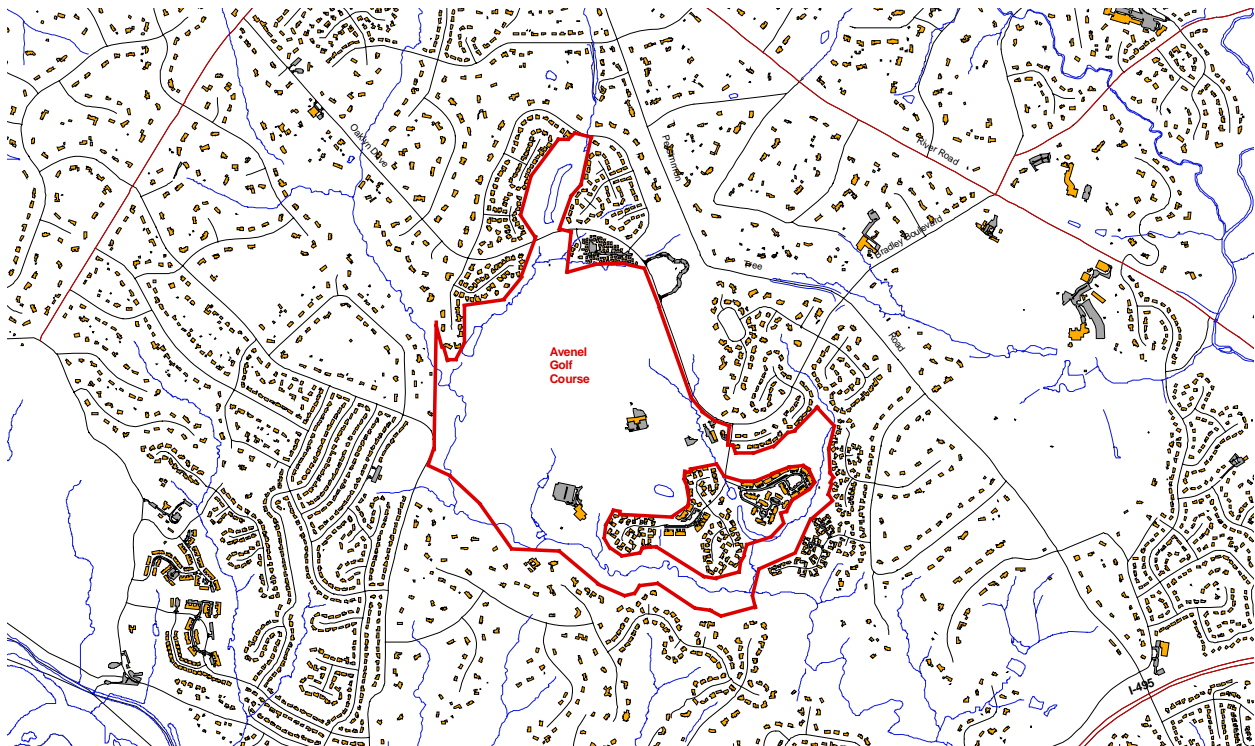 Oaklyn Drive
Persimmon
River Road
Bradley Boulevard
Tree
Road
Avenel
Golf
Course
I-495